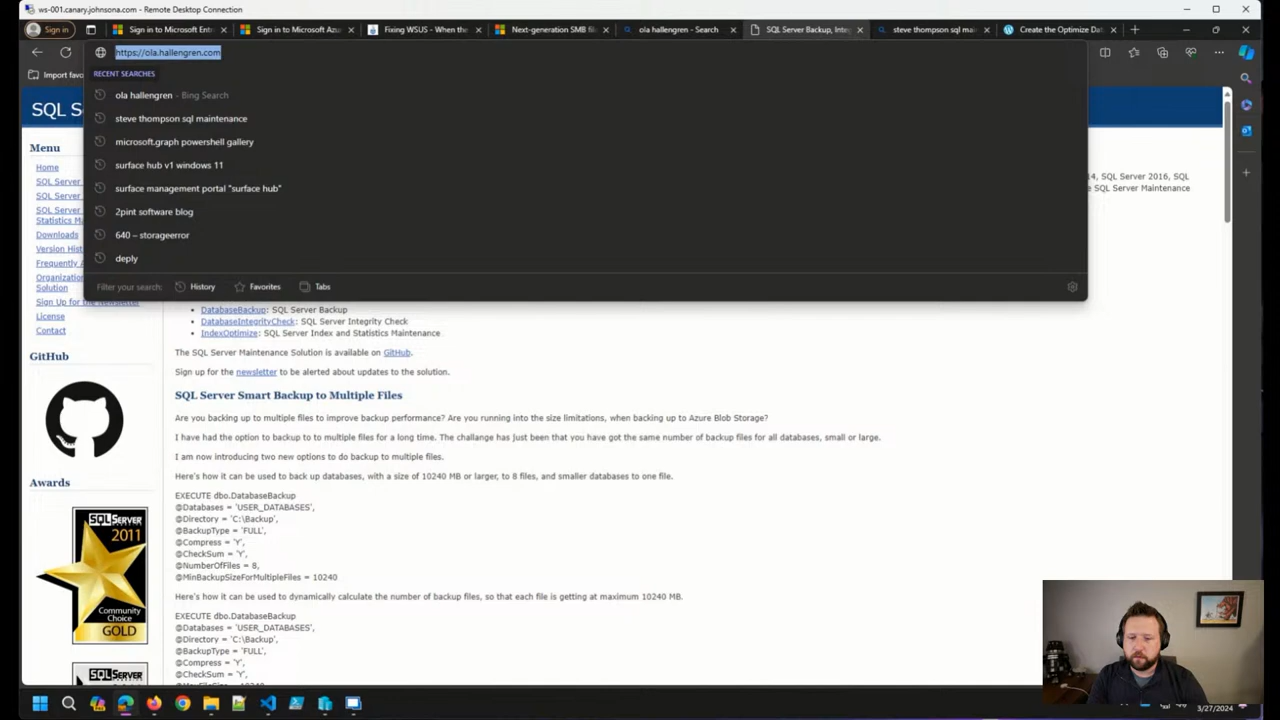 ws-001.canary.johnsona.com - Remote Desktop Connection
Sign in
Sign in to Microsoft Ent
Sign in to Microsoft Azu
Fixing WSUS - When the
Next-generation SMB file
ola hallengren - Search
SQL Server Backup, Integ
steve thompson sql main
Create the Optimize Dat
https://ola.hallengren.com
Import favo
RECENT SEARCHES
ola hallengren - Bing Search
steve thompson sql maintenance
microsoft.graph powershell gallery
surface hub v1 windows 11
surface management portal "surface hub"
2pint software blog
640 – storageerror
deply
Filter your search:
History
Favorites
Tabs
SQL S
Menu
Home
SQL Server
SQL Server
SQL Server
Statistics Ma
Downloads
Version Histo
Frequently A
Organization
Solution
Sign Up for the Newsletter
License
Contact
14, SQL Server 2016, SQL
e SQL Server Maintenance
DatabaseBackup: SQL Server Backup
DatabaseIntegrityCheck: SQL Server Integrity Check
IndexOptimize: SQL Server Index and Statistics Maintenance
The SQL Server Maintenance Solution is available on GitHub.
Sign up for the newsletter to be alerted about updates to the solution.
SQL Server Smart Backup to Multiple Files
Are you backing up to multiple files to improve backup performance? Are you running into the size limitations, when backing up to Azure Blob Storage?
I have had the option to backup to to multiple files for a long time. The challenge has just been that you have got the same number of backup files for all databases, small or large.
I am now introducing two new options to do backup to multiple files.
Here's how it can be used to back up databases, with a size of 10240 MB or larger, to 8 files, and smaller databases to one file.
EXECUTE dbo.DatabaseBackup
@Databases = 'USER_DATABASES',
@Directory = 'C:\Backup',
@BackupType = 'FULL',
@Compress = 'Y',
@CheckSum = 'Y',
@NumberOfFiles = 8,
@MinBackupSizeForMultipleFiles = 10240
Here's how it can be used to dynamically calculate the number of backup files, so that each file is getting at maximum 10240 MB.
EXECUTE dbo.DatabaseBackup
@Databases = 'USER_DATABASES',
@Directory = 'C:\Backup',
@BackupType = 'FULL',
@Compress = 'Y',
@CheckSum = 'Y',
GitHub
Awards
SQL SERVER
2011
Community
Choice
GOLD
SQL SERVER
3/27/2024